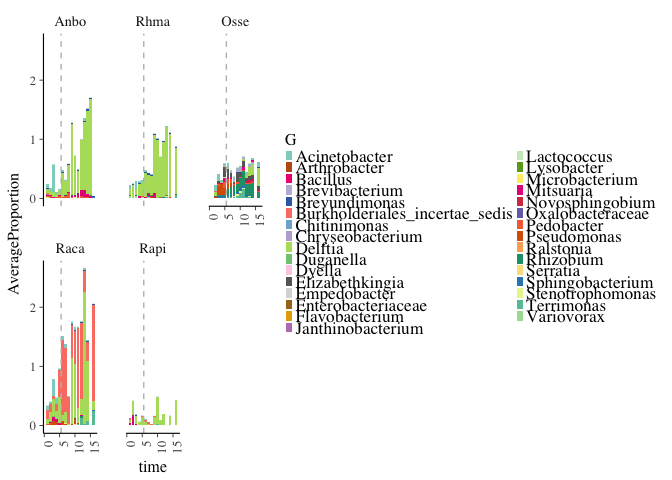 Anbo
Rhma
Osse
2
1
0
0
5
10
15
Raca
Rapi
2
1
0
0
5
10
15
0
5
10
15
AverageProportion
time
G
Acinetobacter
Arthrobacter
Bacillus
Brevibacterium
Brevundimonas
Burkholderiales_incertae_sedis
Chitinimonas
Chryseobacterium
Delftia
Duganella
Dyella
Elizabethkingia
Empedobacter
Enterobacteriaceae
Flavobacterium
Janthinobacterium
Lactococcus
Lysobacter
Microbacterium
Mitsuaria
Novosphingobium
Oxalobacteraceae
Pedobacter
Pseudomonas
Ralstonia
Rhizobium
Serratia
Sphingobacterium
Stenotrophomonas
Terrimonas
Variovorax